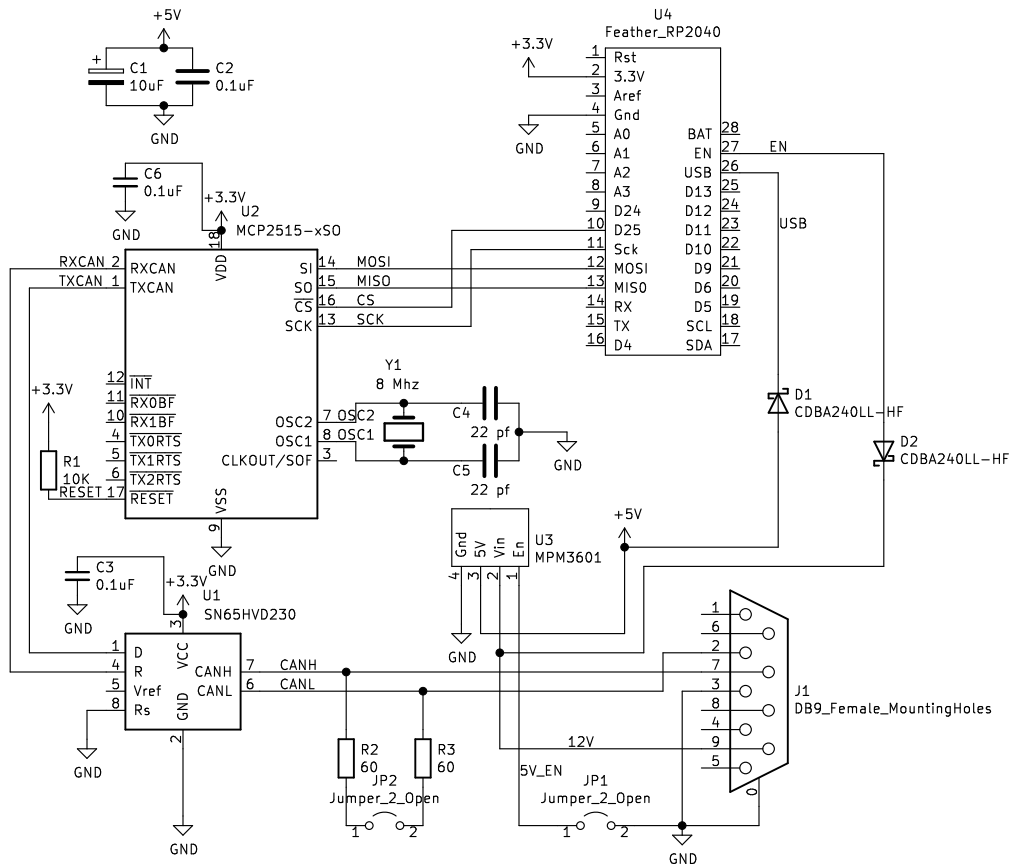 +5V
+
C1
10uF
C2
0.1uF
GND
U4
Feather_RP2040
+3.3V
GND
1 Rst
2 3.3V
3 Aref
4 Gnd
5 A0
6 A1
7 A2
8 A3
9 D24
10 D25
11 Sck
12 MOSI
13 MISO
14 RX
15 TX
16 D4
BAT 28
EN 27 EN
USB 26
D13 25
D12 24
D11 23
D10 22
D9 21
D6 20
D5 19
SCL 18
SDA 17
USB
C6
0.1uF
GND
+3.3V
U2
MCP2515-xSO
18
VDD
RXCAN 2 RXCAN
TXCAN 1 TXCAN
SI 14 MOSI
SO 15 MISO
CS 16 CS
SCK 13 SCK
12 INT
11 RX0BF
10 RX1BF
4 TX0RTS
5 TX1RTS
6 TX2RTS
RESET 17 RESET
OSC2 7 OSC2
OSC1 8 OSC1
CLKOUT/SOF 3
VSS
9
GND
+3.3V
R1
10K
Y1
8 Mhz
C4
22 pf
C5
22 pf
GND
D1
CDBA240LL-HF
D2
CDBA240LL-HF
Gnd
5V
Vin
En
4
3
2
1
U3
MPM3601
+5V
GND
C3
0.1uF
GND
+3.3V
U1
SN65HVD230
3
VCC
1 D
4 R
5 Vref
8 Rs
CANH 7 CANH
CANL 6 CANL
GND
2
GND
GND
R2
60
R3
60
JP2
Jumper_2_Open
1
2
5V_EN
12V
JP1
Jumper_2_Open
1
2
GND
1
6
2
7
3
8
4
9
5
0
J1
DB9_Female_MountingHoles